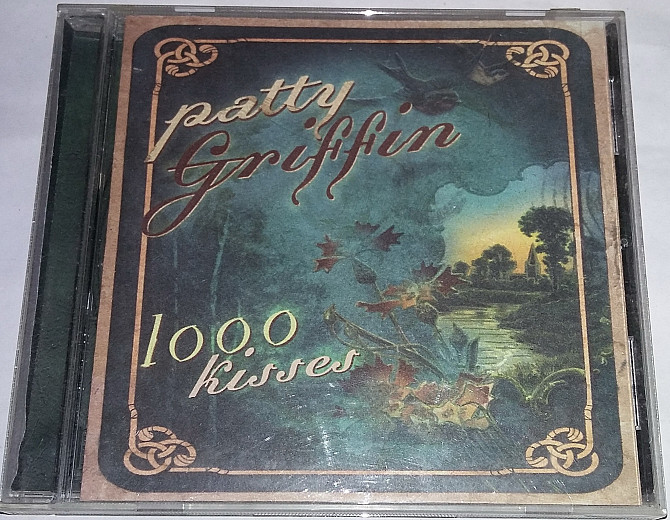 patty
Griffin
1000
kisses